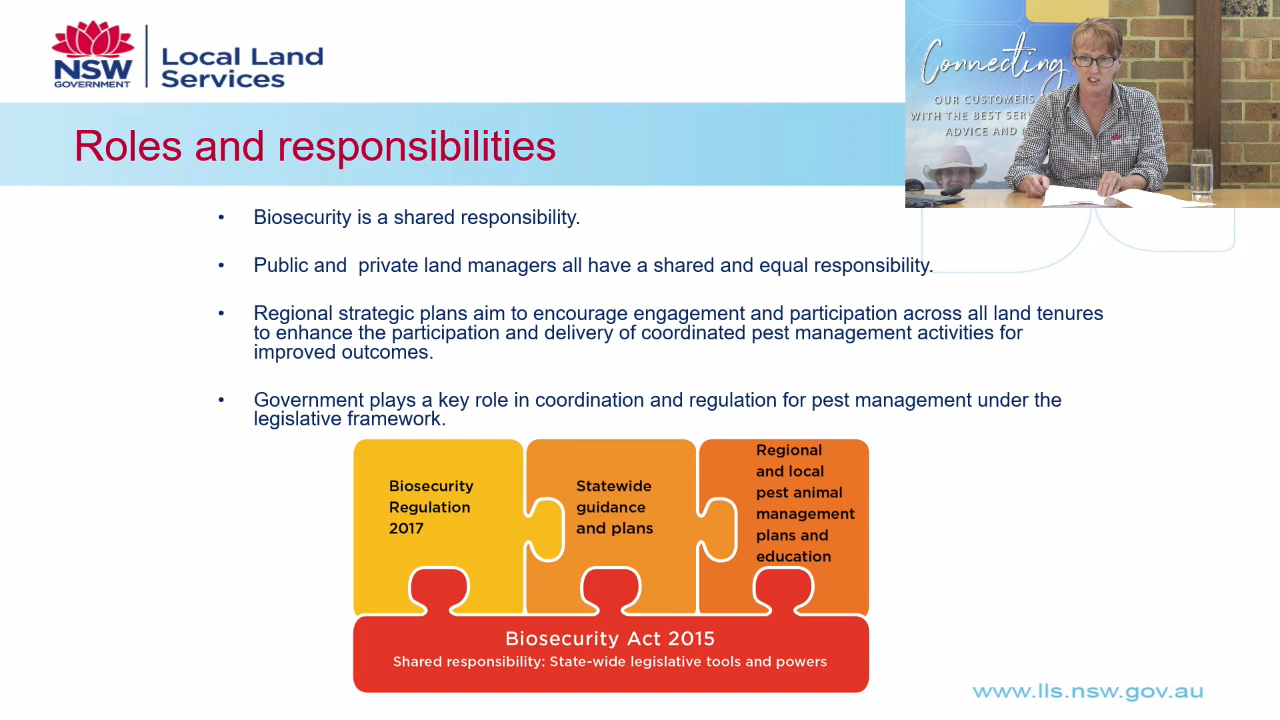 NSW
GOVERNMENT
Local Land
Services
Connecting
OUR CUSTOMERS
WITH THE BEST
ADVICE AND
Roles and responsibilities
• Biosecurity is a shared responsibility.
• Public and private land managers all have a shared and equal responsibility.
• Regional strategic plans aim to encourage engagement and participation across all land tenures
to enhance the participation and delivery of coordinated pest management activities for
improved outcomes.
• Government plays a key role in coordination and regulation for pest management under the
legislative framework.
Biosecurity
Regulation
2017
Statewide
guidance
and plans
Regional
and local
pest animal
management
plans and
education
Biosecurity Act 2015
Shared responsibility: State-wide legislative tools and powers
www.lls.nsw.gov.au